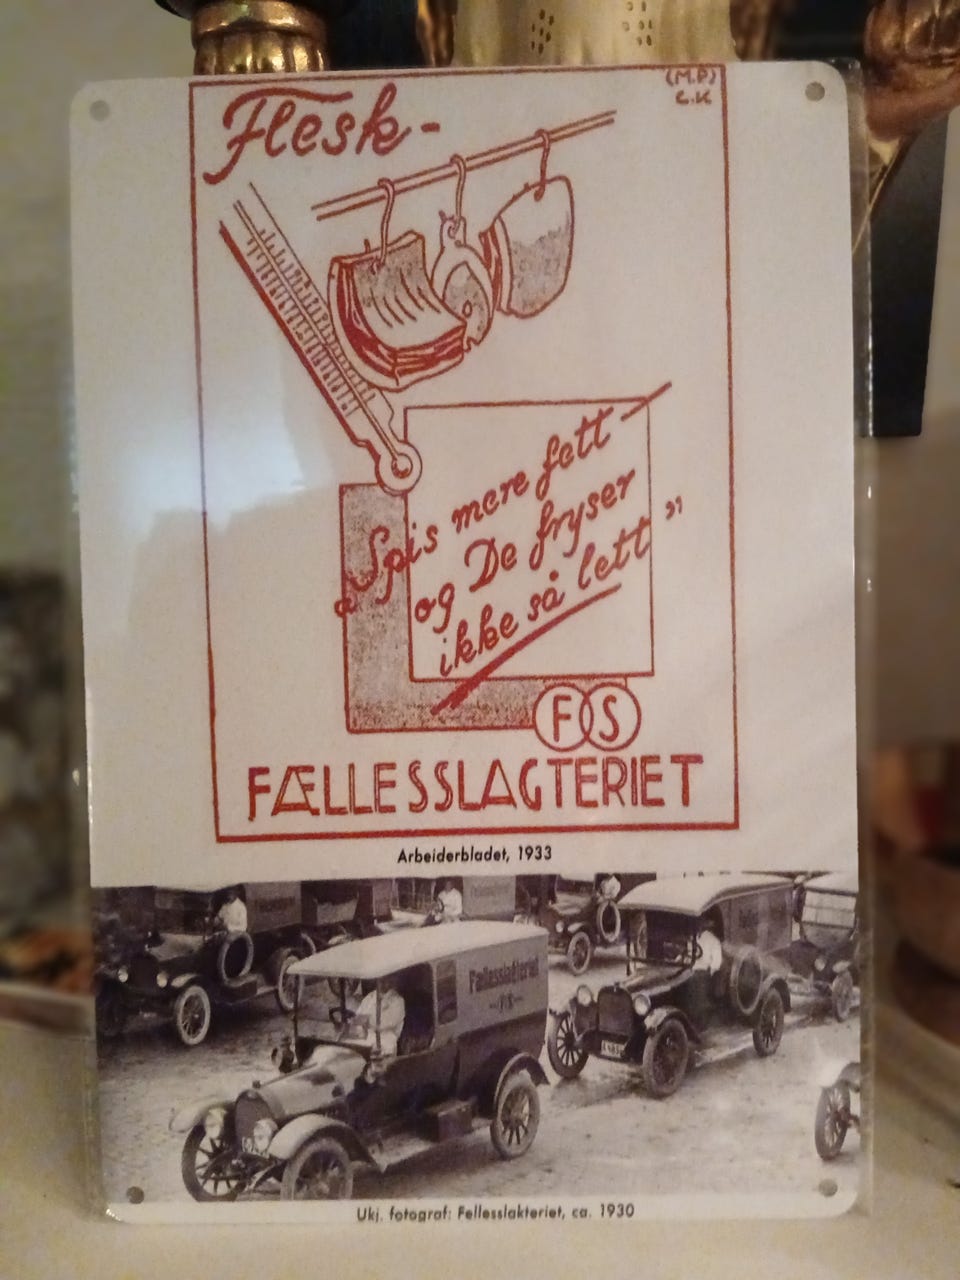 (M.P)
C.K
Flesk-
„Spis mere fett -
og De fryser
ikke så lett”
FS
FÆLLESSLAGTERIET
Arbeiderbladet, 1933
Fællesslagteriet
Ukj. fotograf: Fellesslakteriet, ca. 1930